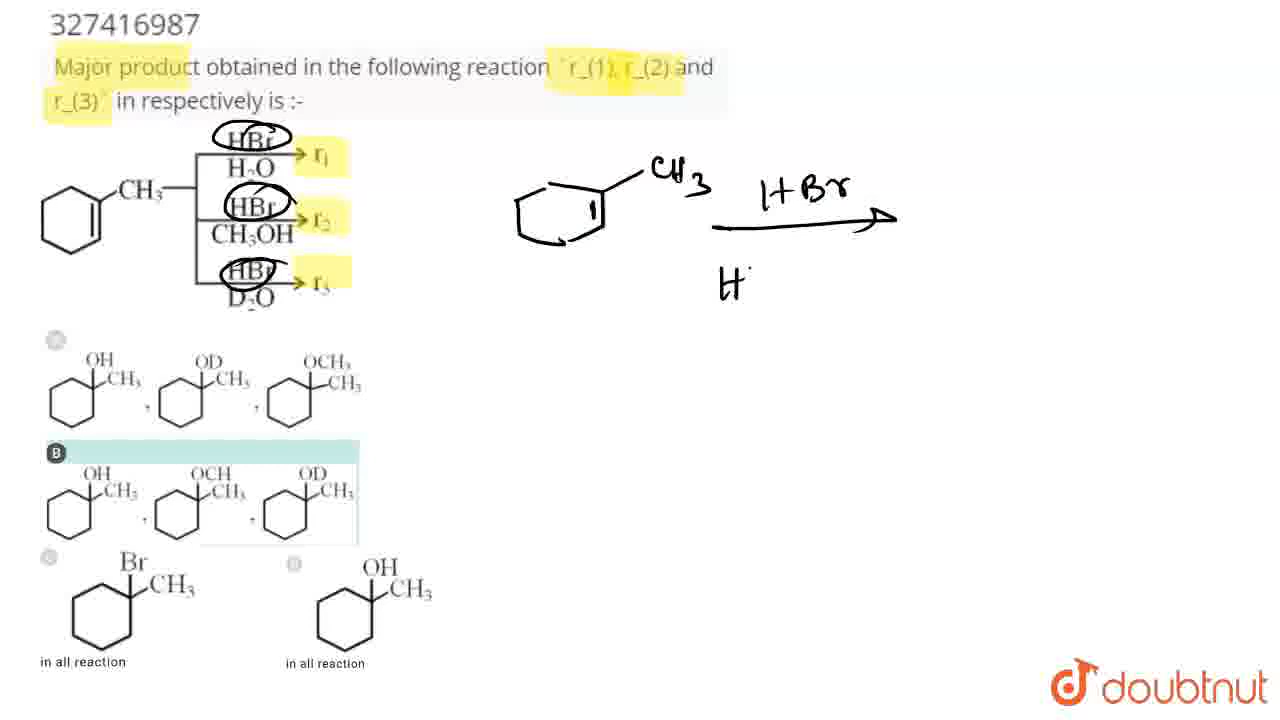 327416987
Major product obtained in the following reaction `r_(1), r_(2) and
r_(3)` in respectively is :-
HBr
H₂O
r₁
CH₃
HBr
CH₃OH
r₂
HBr
D₂O
r₃
CH₃
HBr
H
A
OH
CH₃
,
OD
CH₃
,
OCH₃
CH₃
B
OH
CH₃
,
OCH
CH₃
,
OD
CH₃
C
Br
CH₃
in all reaction
D
OH
CH₃
in all reaction
doubtnut